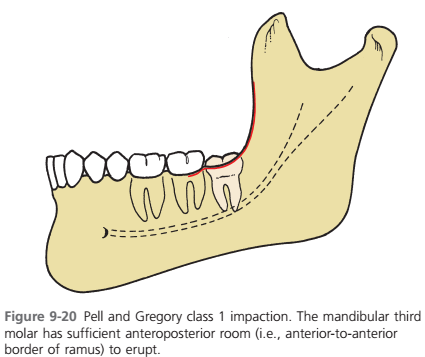 Figure 9-20 Pell and Gregory class 1 impaction. The mandibular third
molar has sufficient anteroposterior room (i.e., anterior-to-anterior
border of ramus) to erupt.